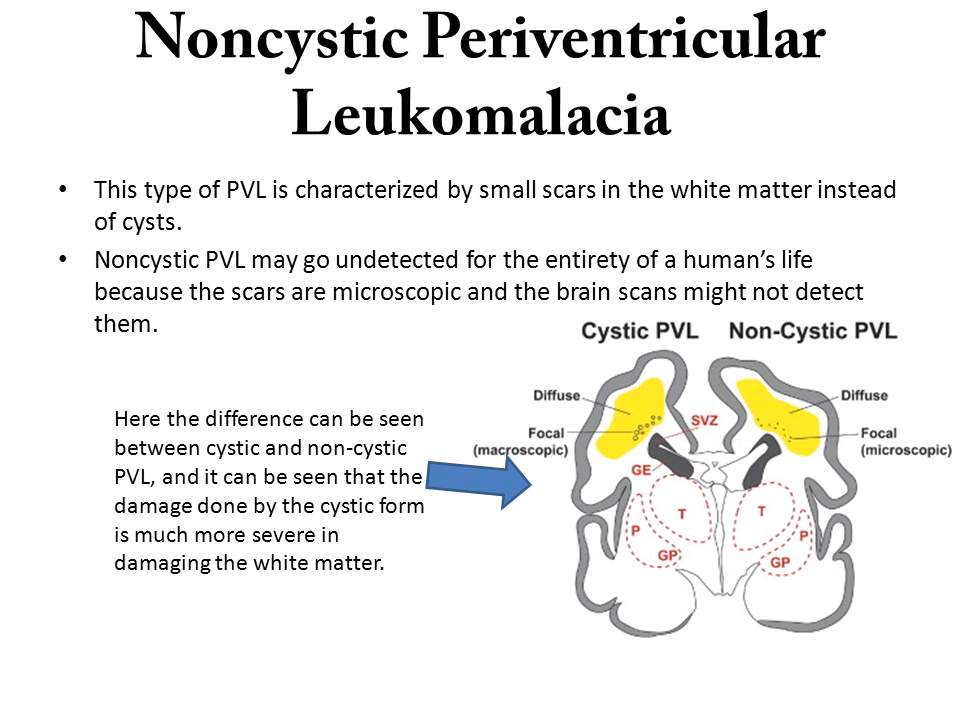 Noncystic Periventricular
Leukomalacia
• This type of PVL is characterized by small scars in the white matter instead
of cysts.
• Noncystic PVL may go undetected for the entirety of a human’s life
because the scars are microscopic and the brain scans might not detect
them.
Cystic PVL Non-Cystic PVL
Here the difference can be seen
between cystic and non-cystic
PVL, and it can be seen that the
damage done by the cystic form
is much more severe in
damaging the white matter.
Diffuse
Focal
(macroscopic)
SVZ
GE
T
P
GP
Diffuse
Focal
(microscopic)
T
P
GP